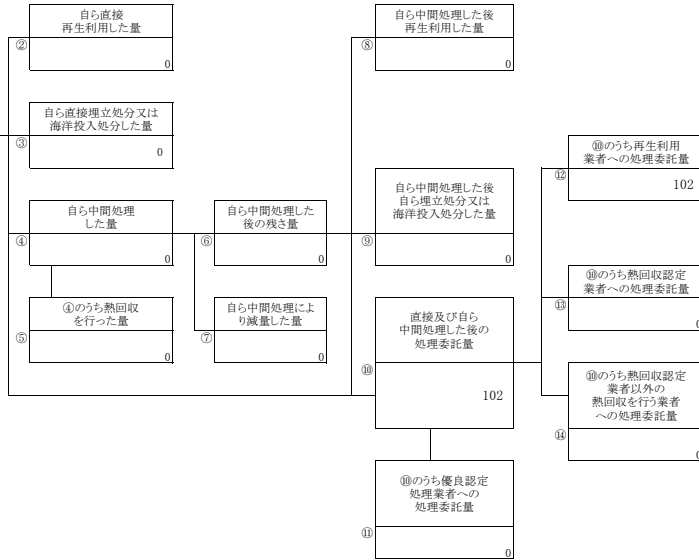 自ら直接
再生利用した量
②
0
自ら直接埋立処分又は
海洋投入処分した量
③
0
自ら中間処理
した量
④
0
④のうち熱回収
を行った量
⑤
0
自ら中間処理した
後の残さ量
⑥
0
自ら中間処理によ
り減量した量
⑦
0
自ら中間処理した後
再生利用した量
⑧
0
自ら中間処理した後
自ら埋立処分又は
海洋投入処分した量
⑨
0
直接及び自ら
中間処理した後の
処理委託量
⑩
102
⑩のうち優良認定
処理業者への
処理委託量
⑪
0
⑩のうち再生利用
業者への処理委託量
⑫
102
⑩のうち熱回収認定
業者への処理委託量
⑬
0
⑩のうち熱回収認定
業者以外の
熱回収を行う業者
への処理委託量
⑭
0